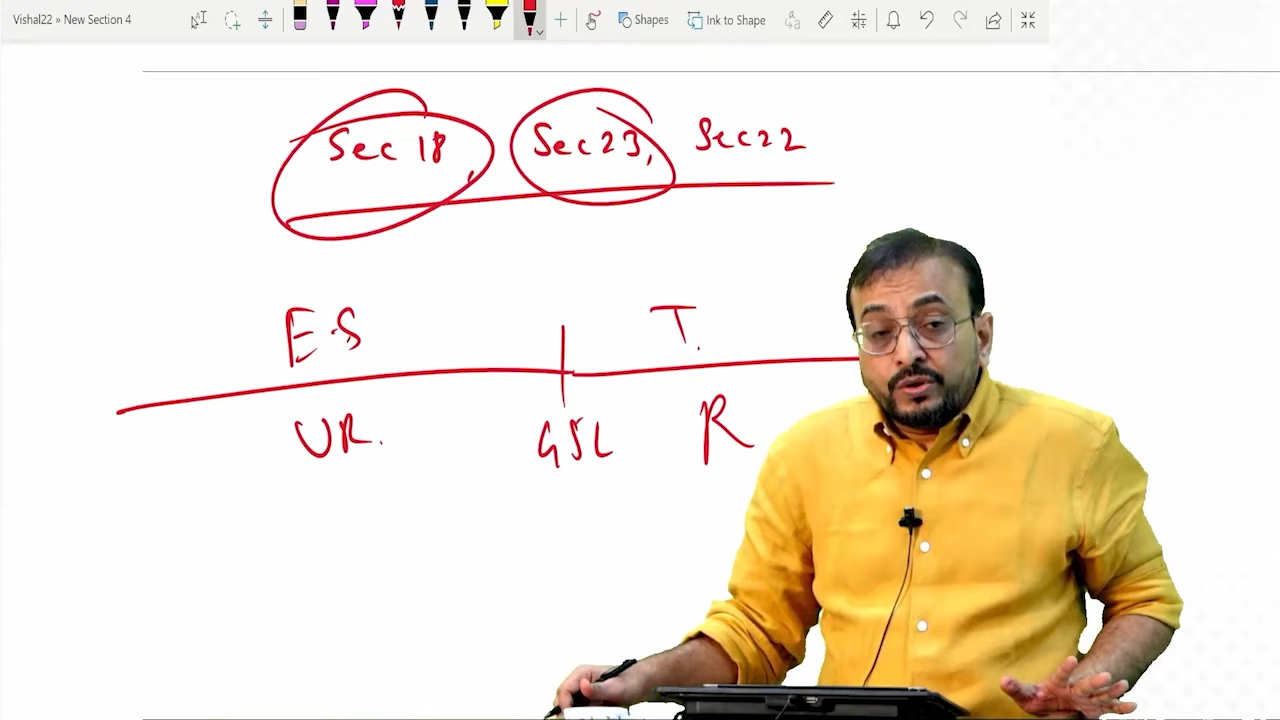 Vishal22 » New Section 4 Shapes Ink to Shape
Sec 18, Sec 23, Sec 22
E.S T.
UR. GSL R